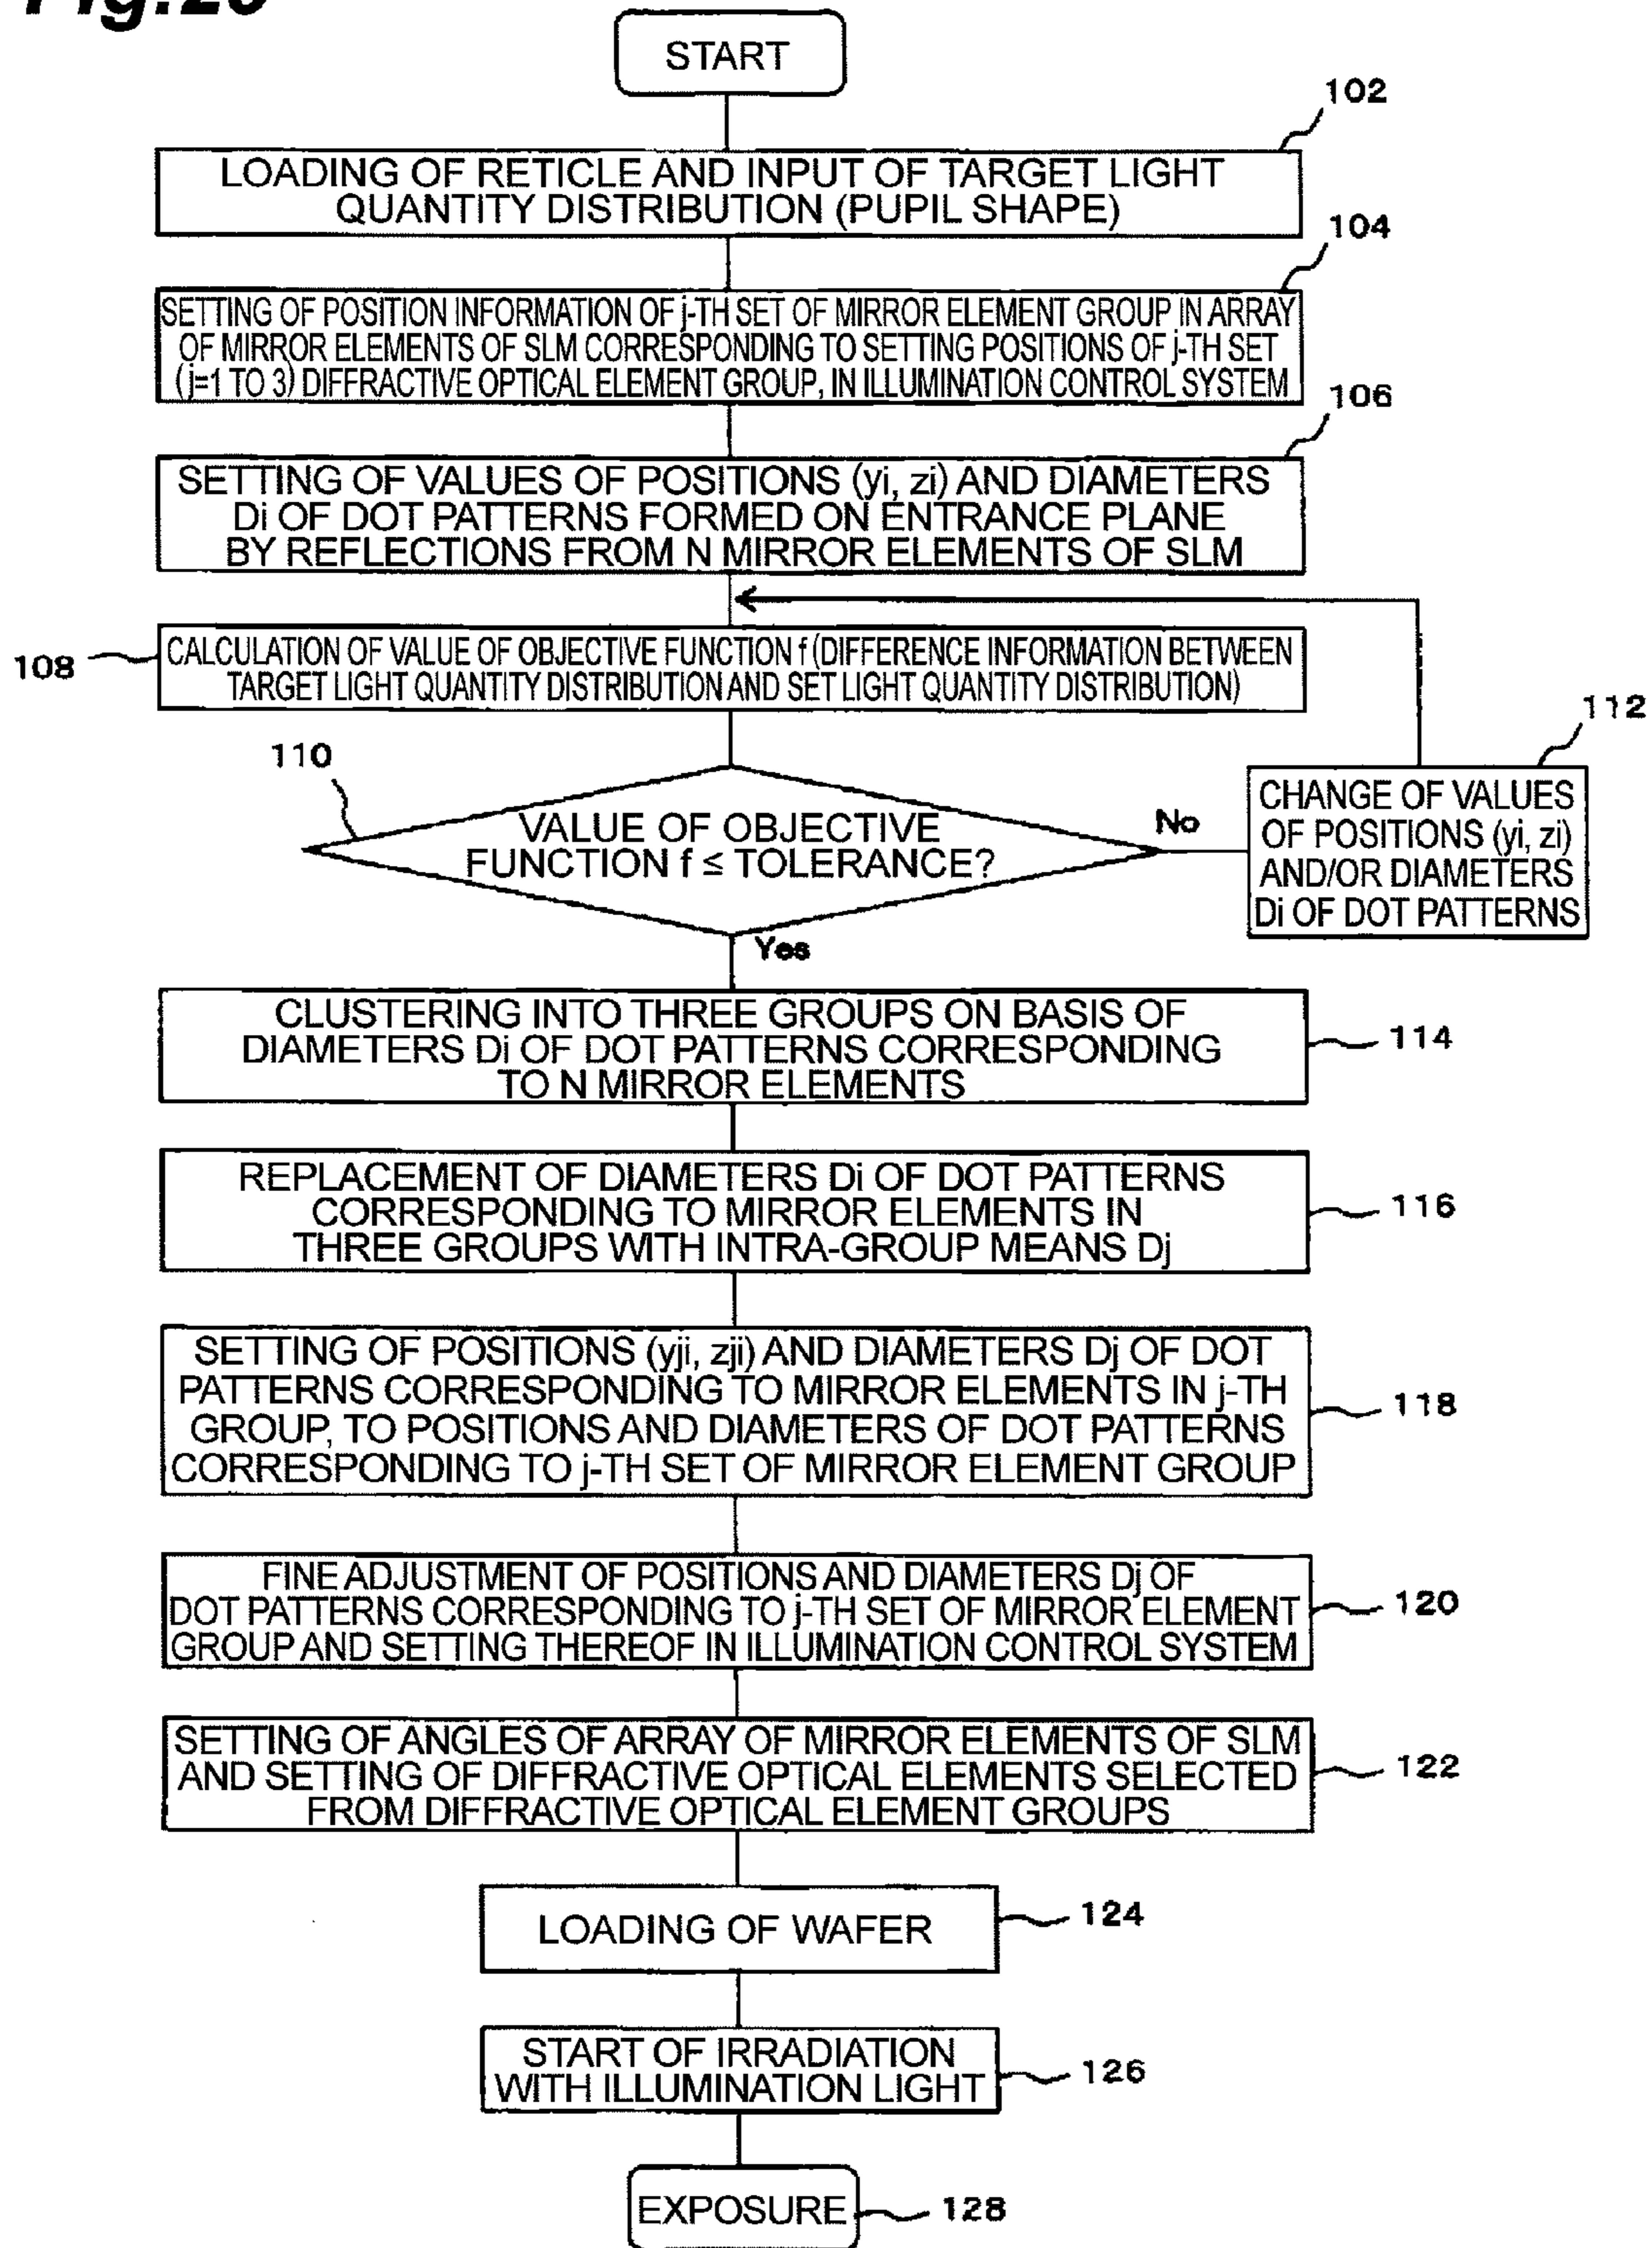 START
102
LOADING OF RETICLE AND INPUT OF TARGET LIGHT
QUANTITY DISTRIBUTION (PUPIL SHAPE)
104
SETTING OF POSITION INFORMATION OF j-TH SET OF MIRROR ELEMENT GROUP IN ARRAY
OF MIRROR ELEMENTS OF SLM CORRESPONDING TO SETTING POSITIONS OF j-TH SET
(j=1 TO 3) DIFFRACTIVE OPTICAL ELEMENT GROUP, IN ILLUMINATION CONTROL SYSTEM
106
SETTING OF VALUES OF POSITIONS (yi, zi) AND DIAMETERS
Di OF DOT PATTERNS FORMED ON ENTRANCE PLANE
BY REFLECTIONS FROM N MIRROR ELEMENTS OF SLM
108
CALCULATION OF VALUE OF OBJECTIVE FUNCTION f (DIFFERENCE INFORMATION BETWEEN
TARGET LIGHT QUANTITY DISTRIBUTION AND SET LIGHT QUANTITY DISTRIBUTION)
110
VALUE OF OBJECTIVE
FUNCTION f ≤ TOLERANCE?
No
112
CHANGE OF VALUES
OF POSITIONS (yi, zi)
AND/OR DIAMETERS
Di OF DOT PATTERNS
Yes
CLUSTERING INTO THREE GROUPS ON BASIS OF
DIAMETERS Di OF DOT PATTERNS CORRESPONDING
TO N MIRROR ELEMENTS
114
REPLACEMENT OF DIAMETERS Di OF DOT PATTERNS
CORRESPONDING TO MIRROR ELEMENTS IN
THREE GROUPS WITH INTRA-GROUP MEANS Dj
116
SETTING OF POSITIONS (yji, zji) AND DIAMETERS Dj OF DOT
PATTERNS CORRESPONDING TO MIRROR ELEMENTS IN j-TH
GROUP, TO POSITIONS AND DIAMETERS OF DOT PATTERNS
CORRESPONDING TO j-TH SET OF MIRROR ELEMENT GROUP
118
FINE ADJUSTMENT OF POSITIONS AND DIAMETERS Dj OF
DOT PATTERNS CORRESPONDING TO j-TH SET OF MIRROR ELEMENT
GROUP AND SETTING THEREOF IN ILLUMINATION CONTROL SYSTEM
120
SETTING OF ANGLES OF ARRAY OF MIRROR ELEMENTS OF SLM
AND SETTING OF DIFFRACTIVE OPTICAL ELEMENTS SELECTED
FROM DIFFRACTIVE OPTICAL ELEMENT GROUPS
122
LOADING OF WAFER
124
START OF IRRADIATION
WITH ILLUMINATION LIGHT
126
EXPOSURE
128